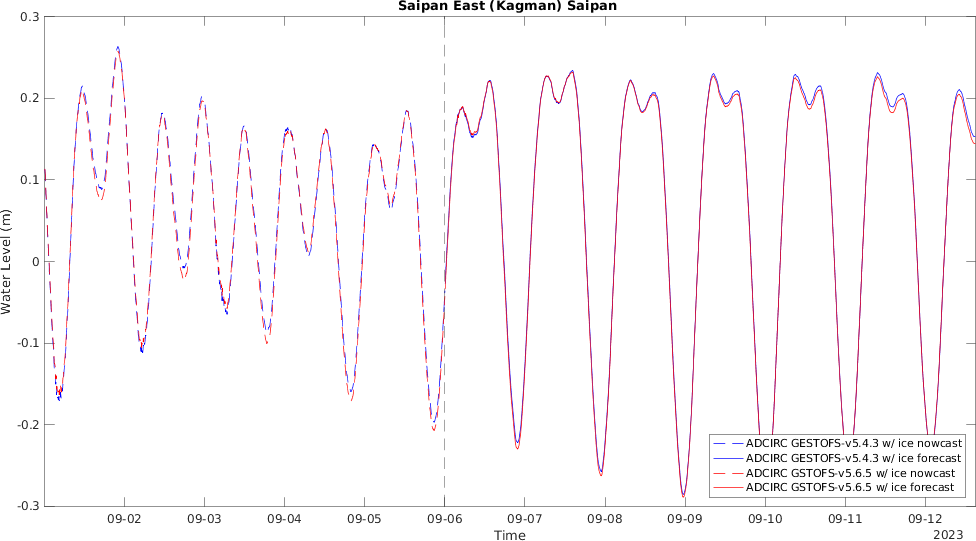 Saipan East (Kagman) Saipan
0.3
0.2
0.1
0
-0.1
-0.2
-0.3
Water Level (m)
ADCIRC GESTOFS-v5.4.3 w/ ice nowcast
ADCIRC GESTOFS-v5.4.3 w/ ice forecast
ADCIRC GSTOFS-v5.6.5 w/ ice nowcast
ADCIRC GSTOFS-v5.6.5 w/ ice forecast
09-02 09-03 09-04 09-05 09-06 09-07 09-08 09-09 09-10 09-11 09-12
Time
2023